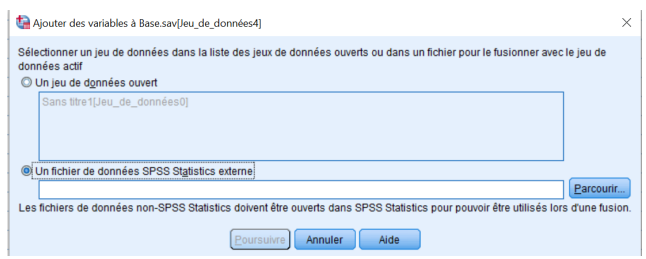 Ajouter des variables à Base.sav[Jeu_de_données4]
Sélectionner un jeu de données dans la liste des jeux de données ouverts ou dans un fichier pour le fusionner avec le jeu de
données actif
Un jeu de données ouvert
Sans titre1[Jeu_de_données0]
Un fichier de données SPSS Statistics externe
Parcourir...
Les fichiers de données non-SPSS Statistics doivent être ouverts dans SPSS Statistics pour pouvoir être utilisés lors d'une fusion.
Poursuivre Annuler Aide